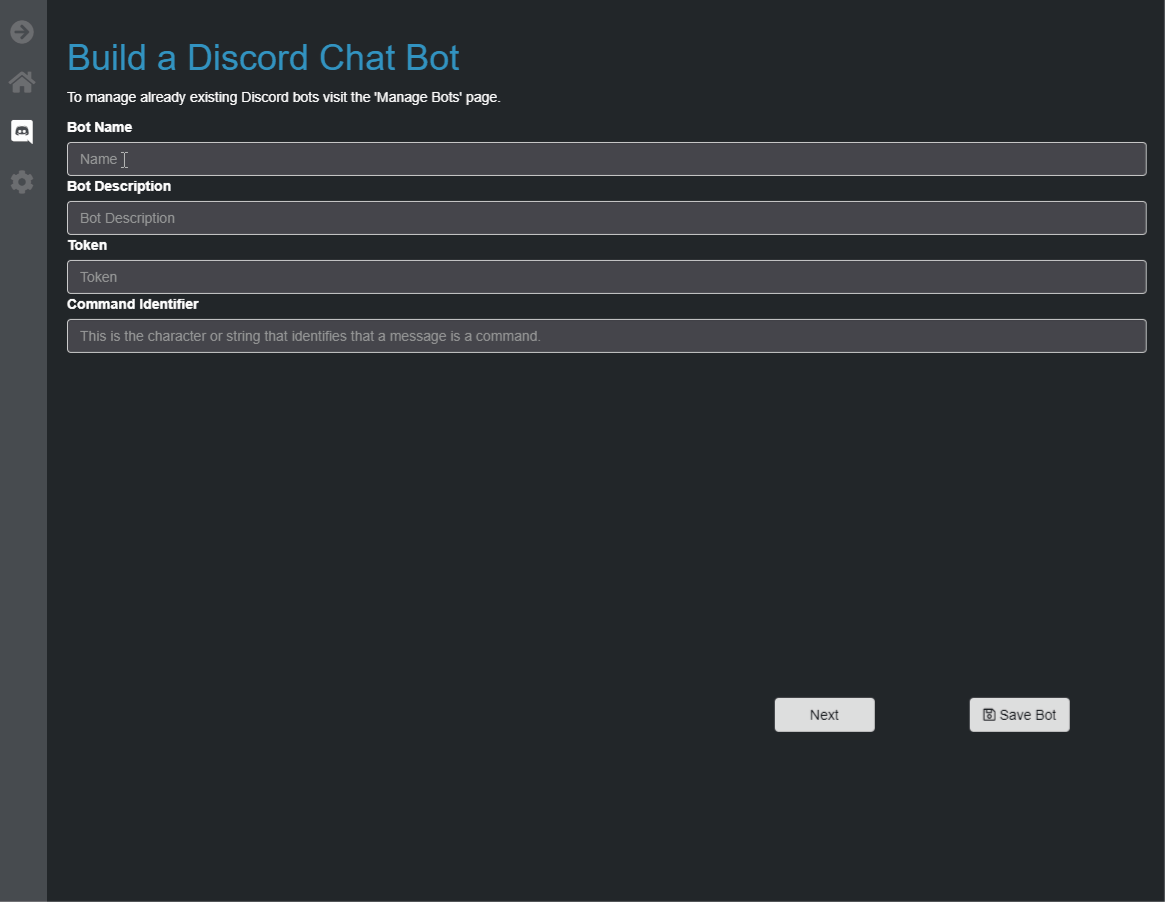 Build a Discord Chat Bot
To manage already existing Discord bots visit the 'Manage Bots' page.
Bot Name
Name
Bot Description
Bot Description
Token
Token
Command Identifier
This is the character or string that identifies that a message is a command.
Next
Save Bot